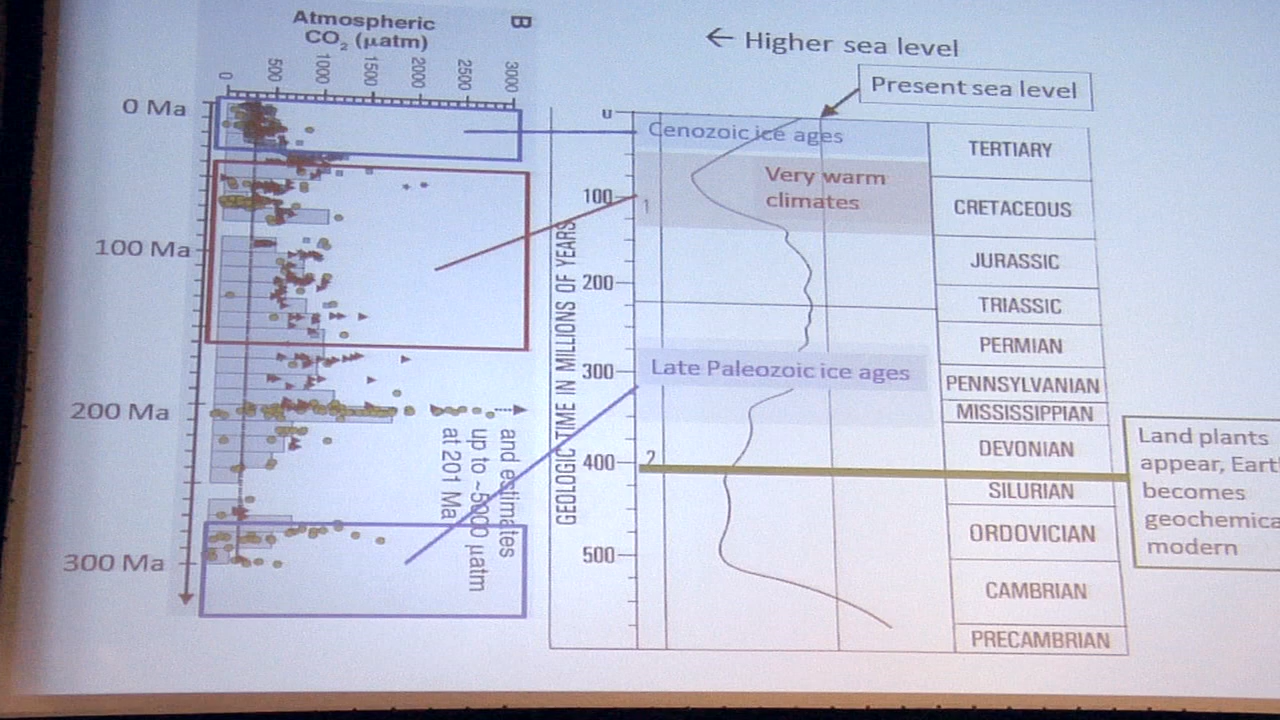 Atmospheric
CO2 (μatm)
B
0
500
1000
1500
2000
2500
3000
0 Ma
100 Ma
200 Ma
300 Ma
and estimates
up to ~5000 μatm
at 201 Ma
← Higher sea level
Present sea level
GEOLOGIC TIME IN MILLIONS OF YEARS
0
100
200
300
400
500
1
2
Cenozoic ice ages
Very warm
climates
Late Paleozoic ice ages
TERTIARY
CRETACEOUS
JURASSIC
TRIASSIC
PERMIAN
PENNSYLVANIAN
MISSISSIPPIAN
DEVONIAN
SILURIAN
ORDOVICIAN
CAMBRIAN
PRECAMBRIAN
Land plants
appear, Eart
becomes
geochemica
modern